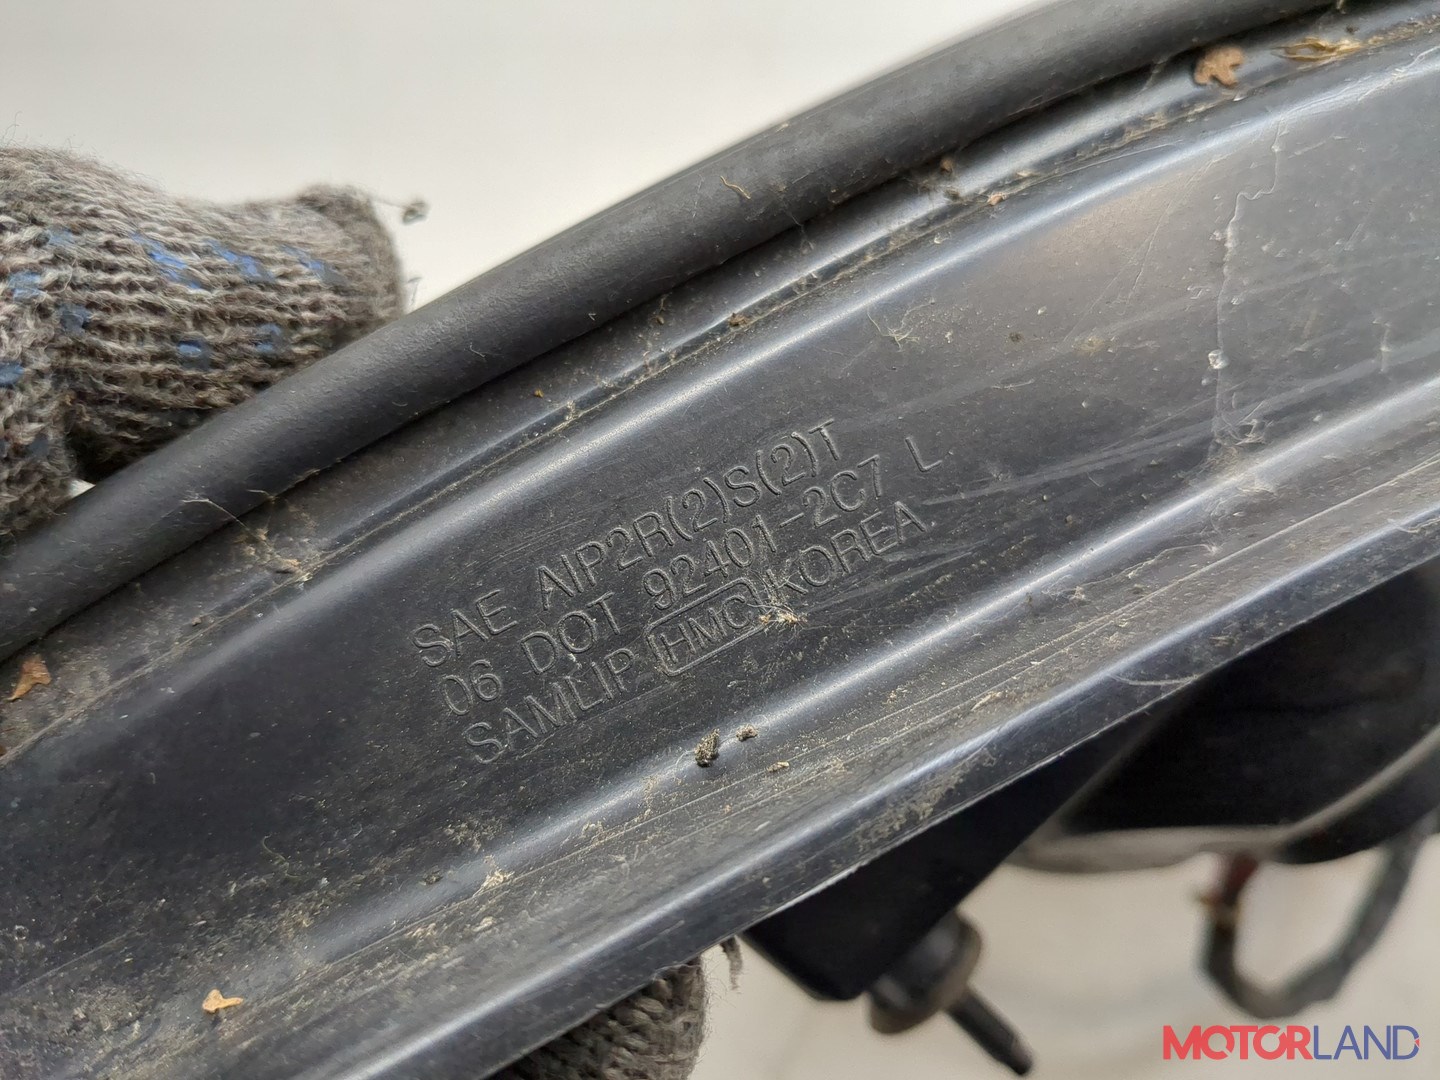 SAE AIP2R(2)S(2)T
06 DOT 92401-2C7 L
SAMLIP HMC KOREA
MOTORLAND